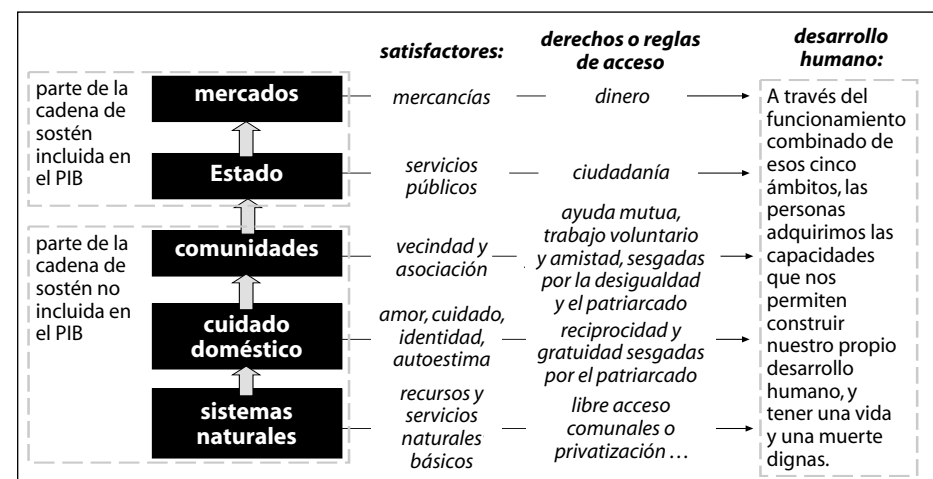 satisfactores:
derechos o reglas
de acceso
desarrollo
humano:
parte de la
cadena de
sostén
incluida en
el PIB
mercados
mercancías
dinero
Estado
servicios
públicos
ciudadanía
parte de la
cadena de
sostén no
incluida en
el PIB
comunidades
vecindad y
asociación
ayuda mutua,
trabajo voluntario
y amistad, sesgadas
por la desigualdad
y el patriarcado
cuidado
doméstico
amor, cuidado,
identidad,
autoestima
reciprocidad y
gratuidad sesgadas
por el patriarcado
sistemas
naturales
recursos y
servicios
naturales
básicos
libre acceso
comunales o
privatización …
A través del
funcionamiento
combinado de
esos cinco
ámbitos, las
personas
adquirimos las
capacidades
que nos
permiten
construir
nuestro propio
desarrollo
humano, y
tener una vida
y una muerte
dignas.